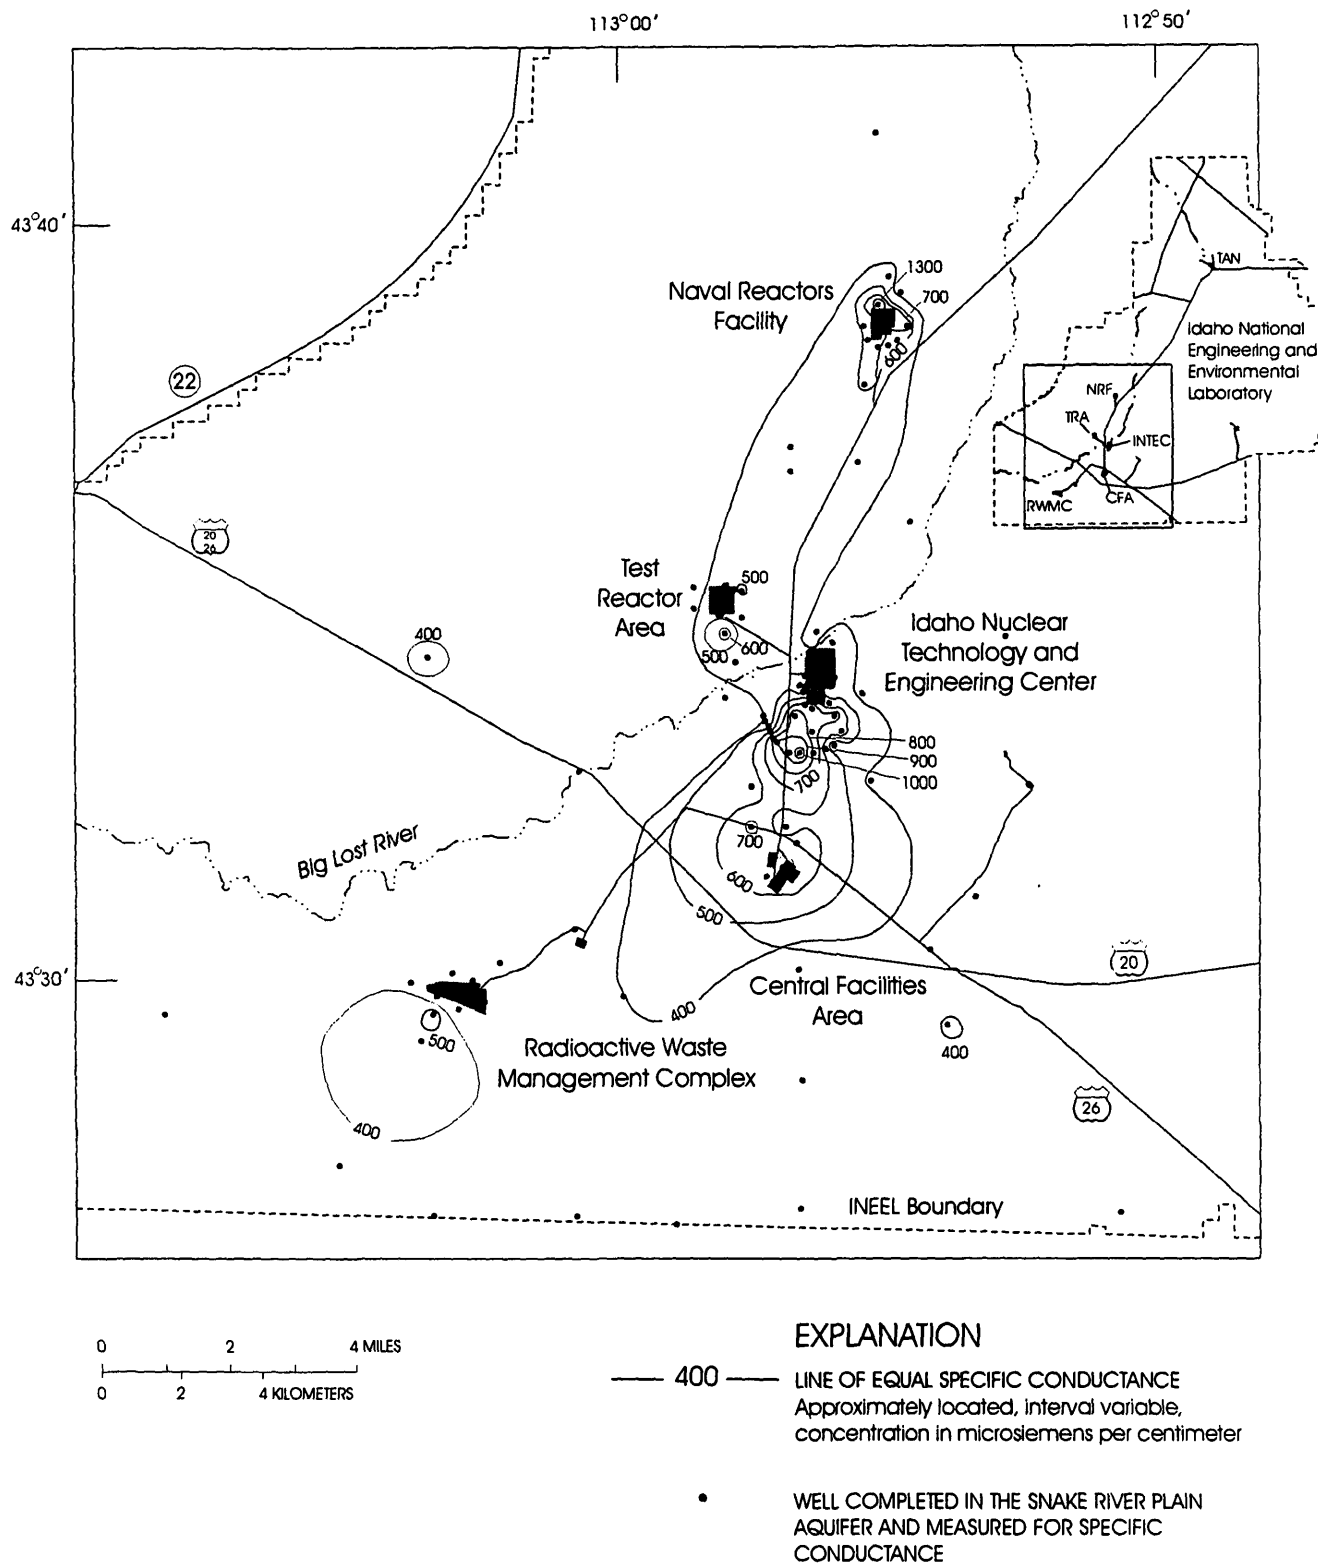 113°00'
112°50'
43°40'
TAN
1300
Naval Reactors
Facility
700
600
Idaho National
Engineering and
Environmental
Laboratory
22
NRF
TRA
INTEC
RWMC
CFA
20
26
Test
Reactor
Area
500
Idaho Nuclear
Technology and
Engineering Center
400
600
500
800
900
1000
700
700
Big Lost River
600
500
20
43°30'
Central Facilities
Area
400
500
400
Radioactive Waste
Management Complex
26
400
INEEL Boundary
0 2 4 MILES
0 2 4 KILOMETERS
EXPLANATION
400
LINE OF EQUAL SPECIFIC CONDUCTANCE
Approximately located, interval variable,
concentration in microsiemens per centimeter
WELL COMPLETED IN THE SNAKE RIVER PLAIN
AQUIFER AND MEASURED FOR SPECIFIC
CONDUCTANCE